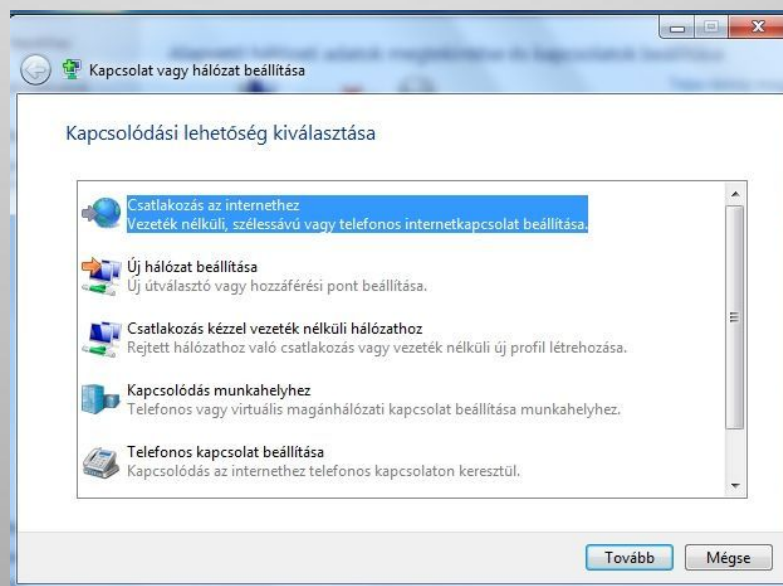 Kapcsolat vagy hálózat beállítása
Kapcsolódási lehetőség kiválasztása
Csatlakozás az internethez
Vezeték nélküli, szélessávú vagy telefonos internetkapcsolat beállítása.
Új hálózat beállítása
Új útválasztó vagy hozzáférési pont beállítása.
Csatlakozás kézzel vezeték nélküli hálózathoz
Rejtett hálózathoz való csatlakozás vagy vezeték nélküli új profil létrehozása.
Kapcsolódás munkahelyhez
Telefonos vagy virtuális magánhálózati kapcsolat beállítása munkahelyhez.
Telefonos kapcsolat beállítása
Kapcsolódás az internethez telefonos kapcsolaton keresztül.
Tovább
Mégse